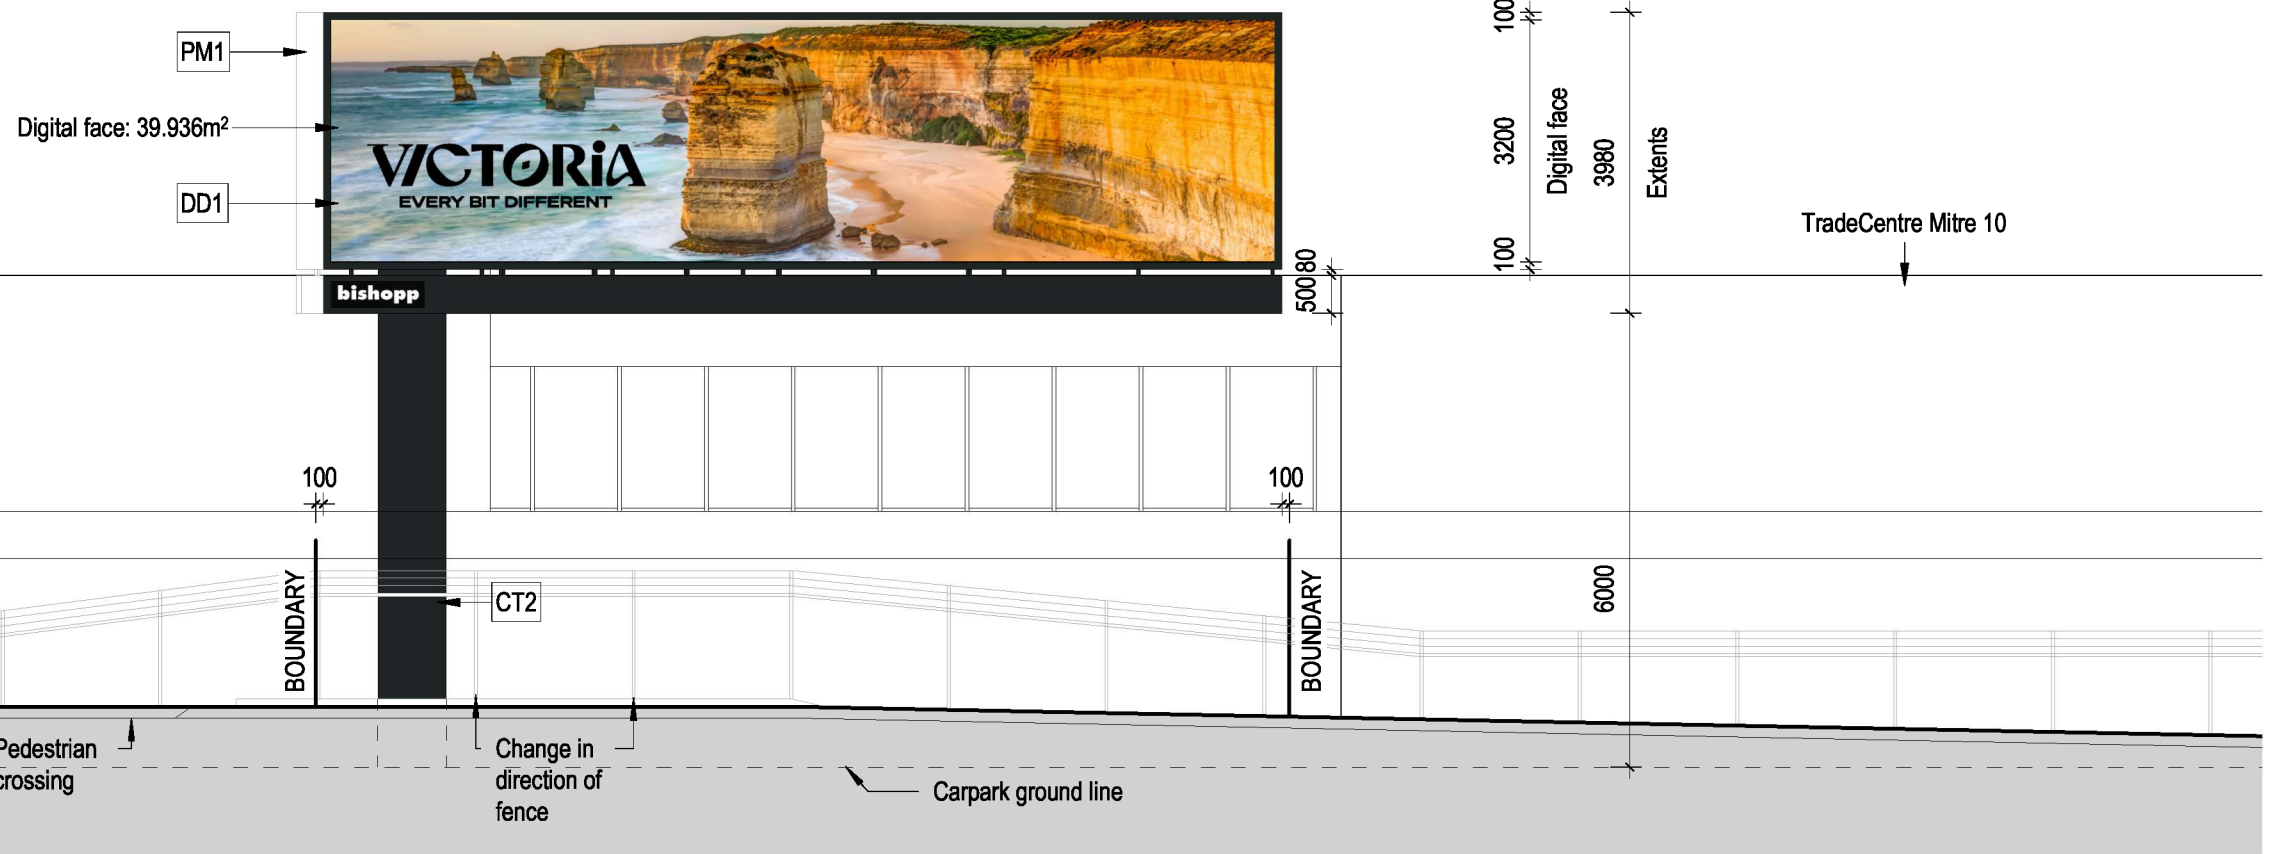 PM1
Digital face: 39.936m²
DD1
VICTORiA
EVERY BIT DIFFERENT
bishopp
100
3200
100
Digital face
3980
Extents
80
500
TradeCentre Mitre 10
100
100
BOUNDARY
CT2
BOUNDARY
6000
Pedestrian
crossing
Change in
direction of
fence
Carpark ground line